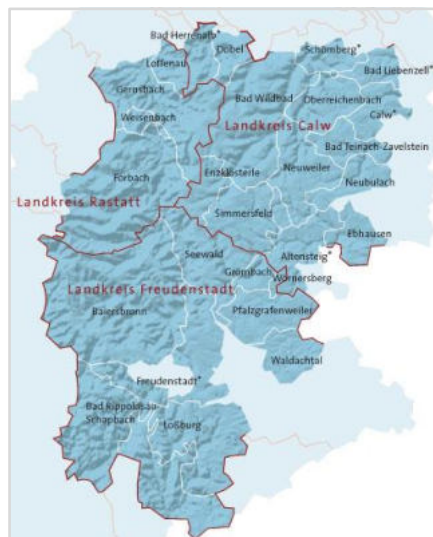 Bad Herrenalb*
Dobel
Schömberg*
Loffenau
Bad Liebenzell*
Gernsbach
Bad Wildbad
Oberreichenbach
Weisenbach
Calw*
Landkreis Calw
Bad Teinach-Zavelstein
Forbach
Enzklösterle
Neuweiler
Neubulach
Landkreis Rastatt
Simmersfeld
Ebhausen
Seewald
Altensteig*
Grömbach
Wörnersberg
Landkreis Freudenstadt
Baiersbronn
Pfalzgrafenweiler
Waldachtal
Freudenstadt*
Bad Rippoldsau-
Schapbach
Loßburg